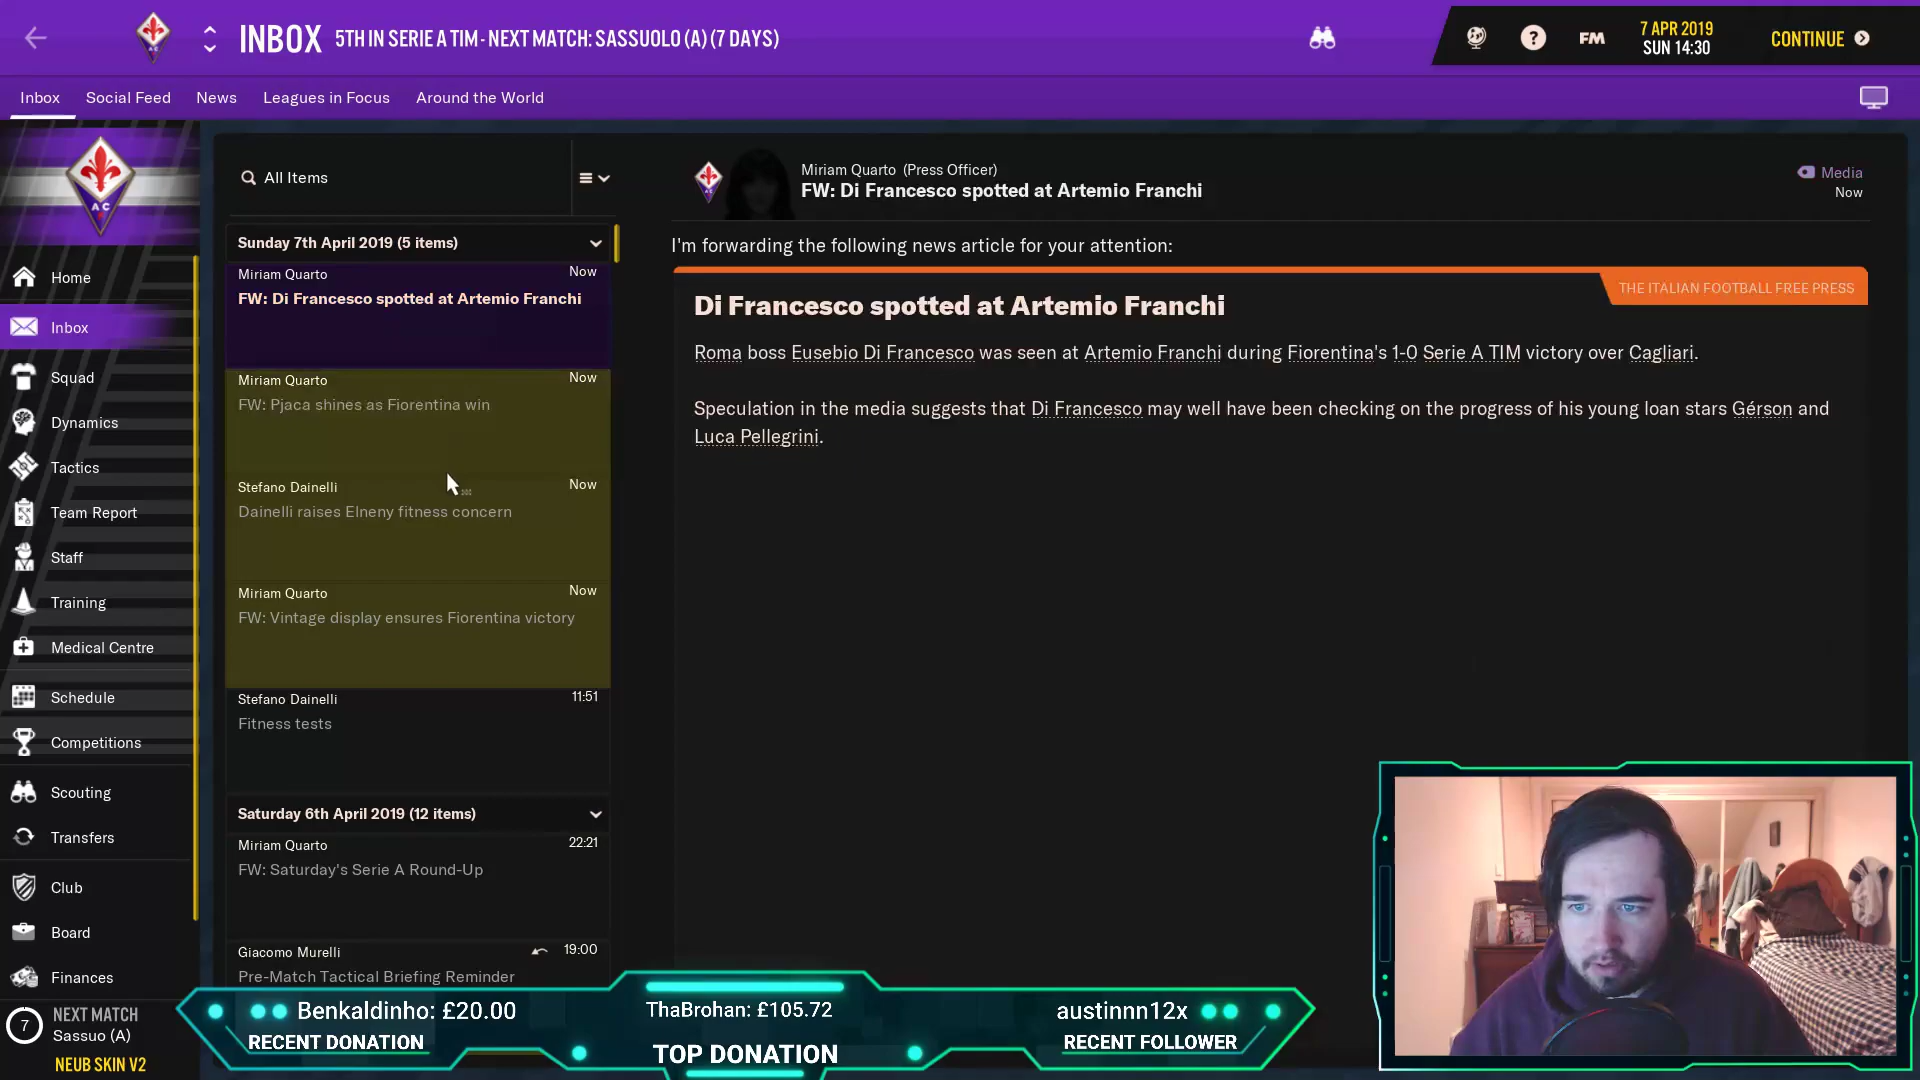 INBOX 5TH IN SERIE A TIM - NEXT MATCH: SASSUOLO (A) (7 DAYS)
?
FM
7 APR 2019
SUN 14:30
CONTINUE
Inbox
Social Feed
News
Leagues in Focus
Around the World
A C
Home
Inbox
Squad
Dynamics
Tactics
Team Report
Staff
Training
Medical Centre
Schedule
Competitions
Scouting
Transfers
Club
Board
Finances
7
NEXT MATCH
Sassuo (A)
NEUB SKIN V2
All Items
Sunday 7th April 2019 (5 items)
Miriam Quarto Now
FW: Di Francesco spotted at Artemio Franchi
Miriam Quarto Now
FW: Pjaca shines as Fiorentina win
Stefano Dainelli Now
Dainelli raises Elneny fitness concern
Miriam Quarto Now
FW: Vintage display ensures Fiorentina victory
Stefano Dainelli 11:51
Fitness tests
Saturday 6th April 2019 (12 items)
Miriam Quarto 22:21
FW: Saturday's Serie A Round-Up
Giacomo Murelli 19:00
Pre-Match Tactical Briefing Reminder
Miriam Quarto (Press Officer)
FW: Di Francesco spotted at Artemio Franchi
Media
Now
I'm forwarding the following news article for your attention:
THE ITALIAN FOOTBALL FREE PRESS
Di Francesco spotted at Artemio Franchi
Roma boss Eusebio Di Francesco was seen at Artemio Franchi during Fiorentina's 1-0 Serie A TIM victory over Cagliari.
Speculation in the media suggests that Di Francesco may well have been checking on the progress of his young loan stars Gérson and
Luca Pellegrini.
Benkaldinho: £20.00
RECENT DONATION
ThaBrohan: £105.72
TOP DONATION
austinnn12x
RECENT FOLLOWER